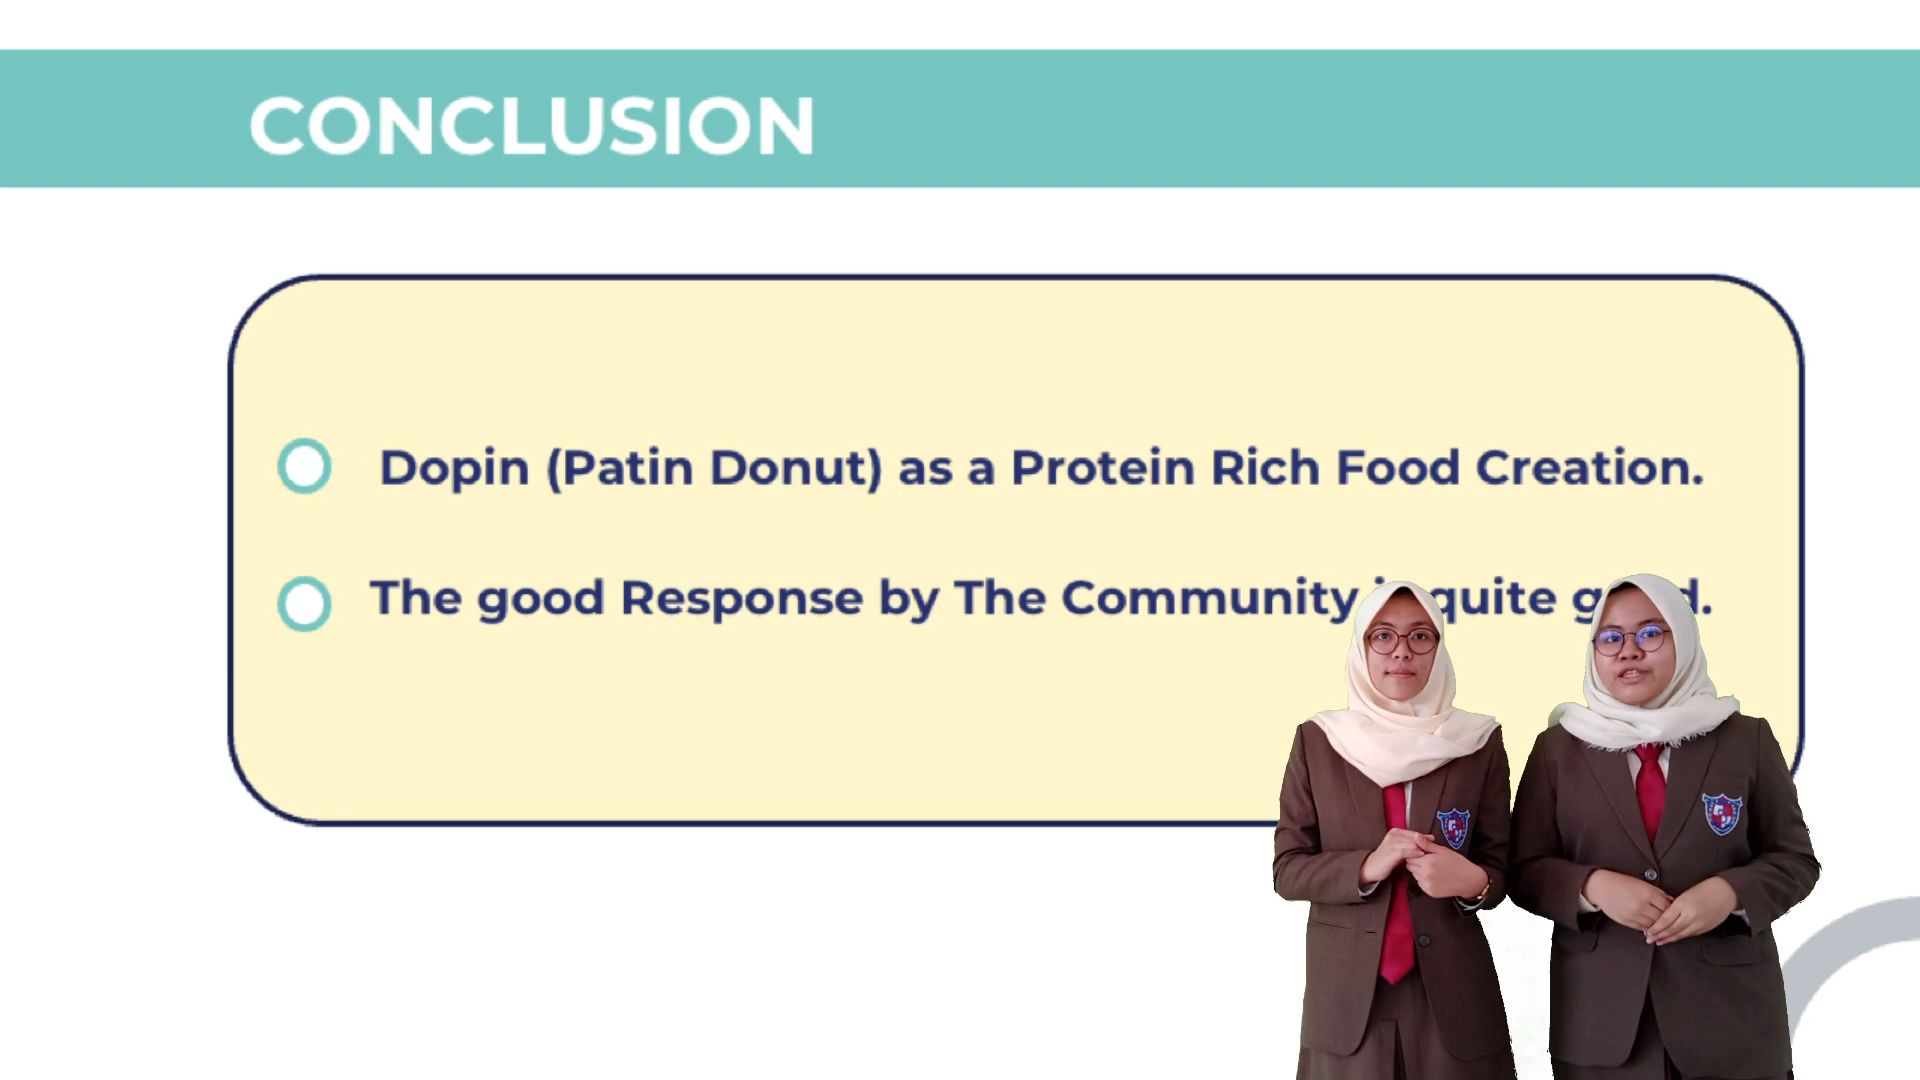 CONCLUSION
Dopin (Patin Donut) as a Protein Rich Food Creation.
The good Response by The Community quite